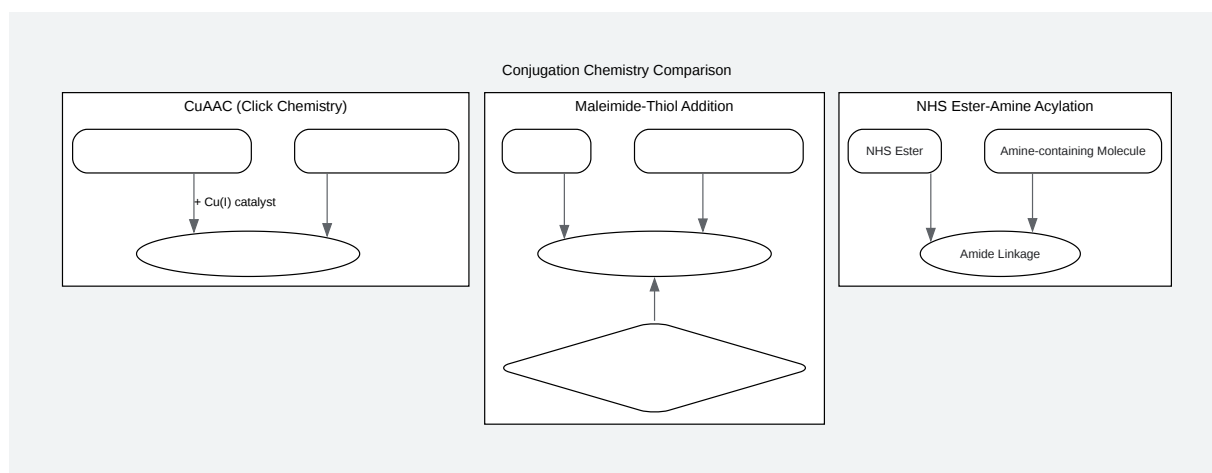 Conjugation Chemistry Comparison
CuAAC (Click Chemistry)
+ Cu(I) catalyst
Maleimide-Thiol Addition
NHS Ester-Amine Acylation
NHS Ester
Amine-containing Molecule
Amide Linkage